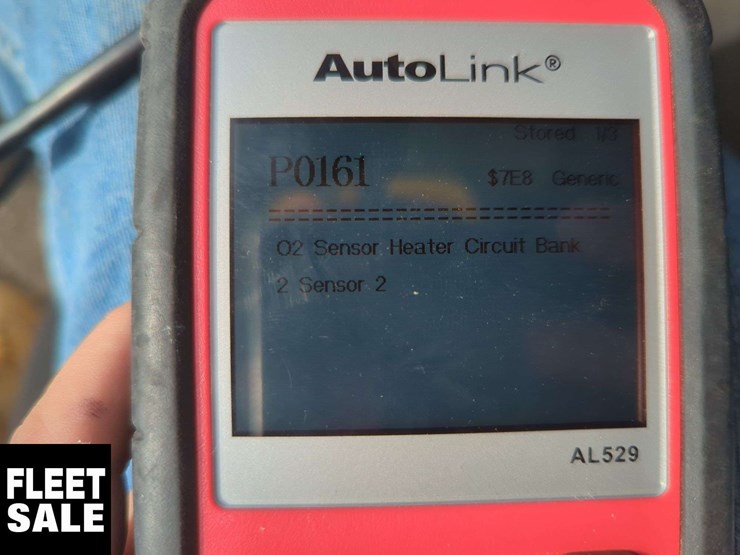 AutoLink®
Stored 1/3
P0161
$7E8 Generic
==============================
O2 Sensor Heater Circuit Bank
2 Sensor 2
AL529
FLEET
SALE